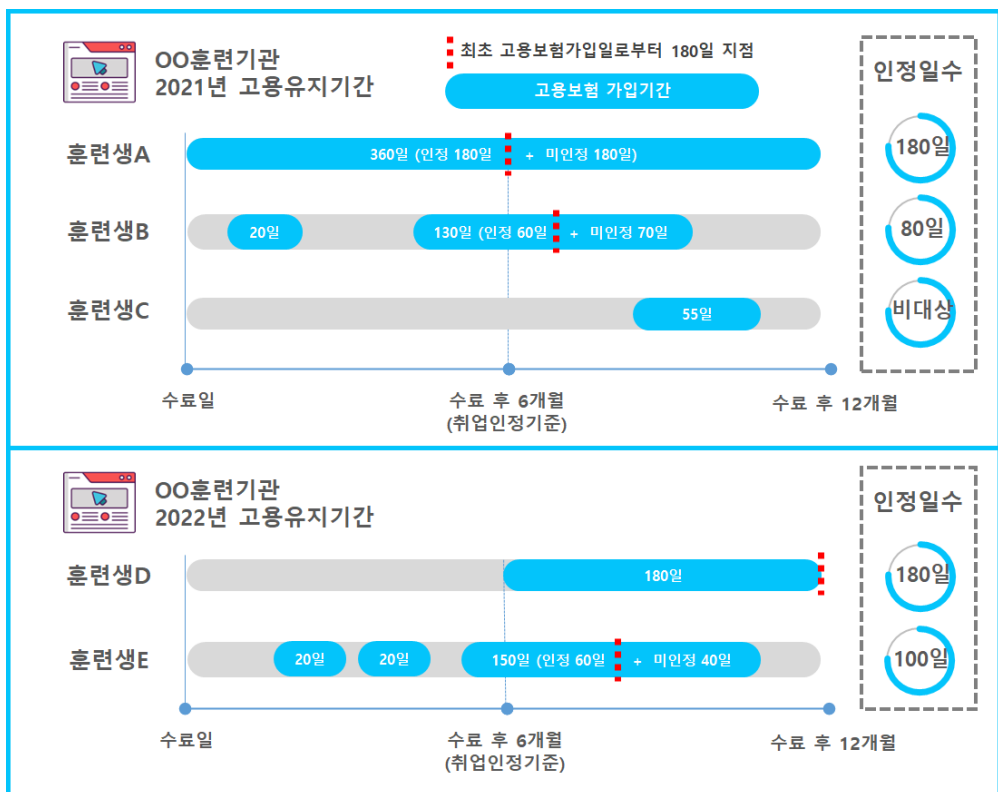 OO훈련기관
2021년 고용유지기간
최초 고용보험가입일로부터 180일 지점
고용보험 가입기간
인정일수
훈련생A
360일 (인정 180일 + 미인정 180일)
180일
훈련생B
20일
130일 (인정 60일 + 미인정 70일
80일
훈련생C
55일
비대상
수료일
수료 후 6개월
(취업인정기준)
수료 후 12개월
OO훈련기관
2022년 고용유지기간
인정일수
훈련생D
180일
180일
훈련생E
20일
20일
150일 (인정 60일 + 미인정 40일
100일
수료일
수료 후 6개월
(취업인정기준)
수료 후 12개월